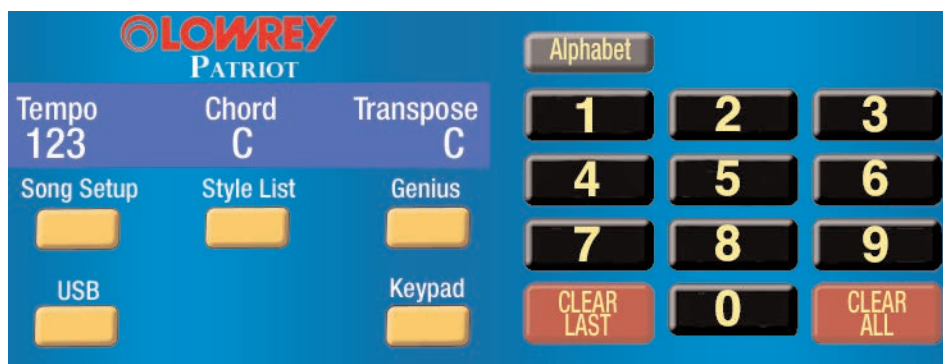 LOWREY
PATRIOT
Tempo Chord Transpose
123 C C
Song Setup Style List Genius
USB Keypad
Alphabet
1 2 3
4 5 6
7 8 9
CLEAR LAST 0 CLEAR ALL